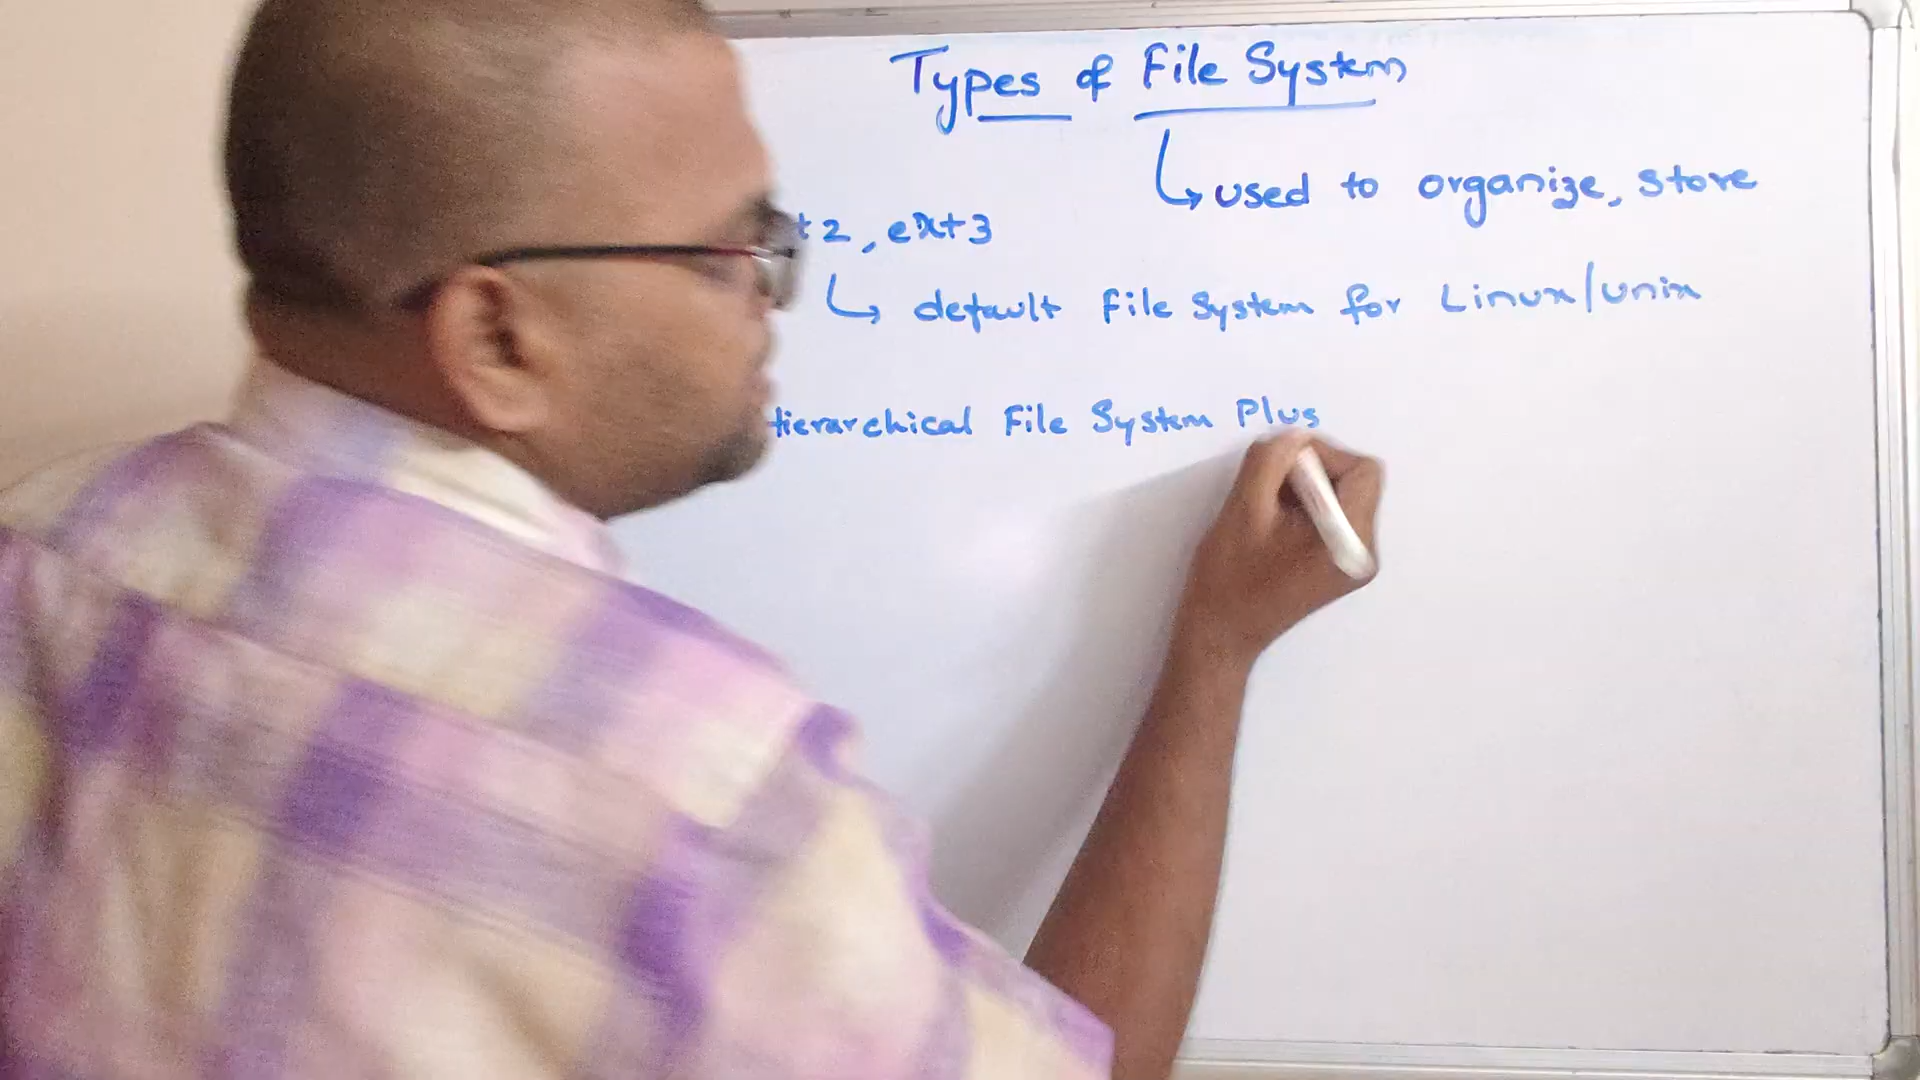 Types of File System
used to organize, store
t2, ext3
default File System for Linux/Unix
Hierarchical File System Plus